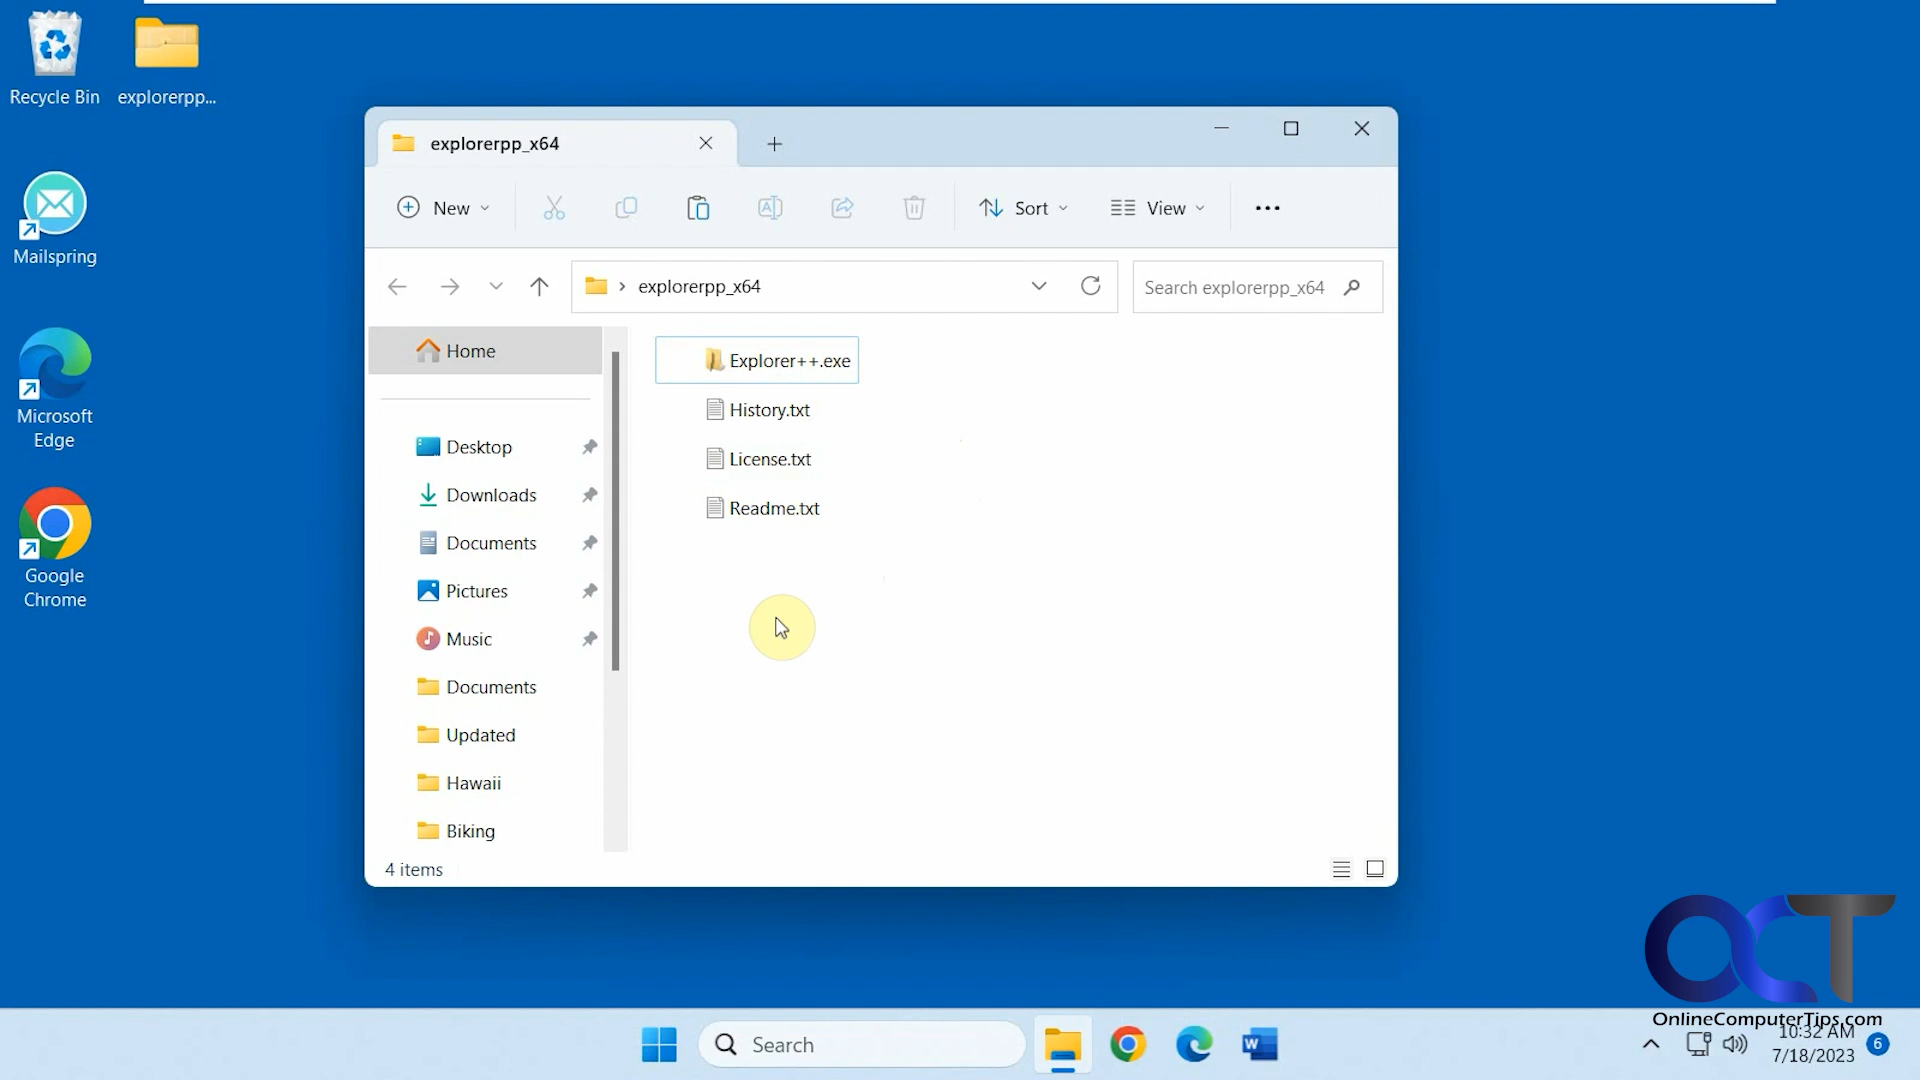 Recycle Bin
explorerpp...
Mailspring
Microsoft
Edge
Google
Chrome
explorerpp_x64
New
Sort
View
explorerpp_x64
Search explorerpp_x64
Home
Desktop
Downloads
Documents
Pictures
Music
Documents
Updated
Hawaii
Biking
Explorer++.exe
History.txt
License.txt
Readme.txt
4 items
OCT
OnlineComputerTips.com
Search
W
10:32 AM
7/18/2023
6